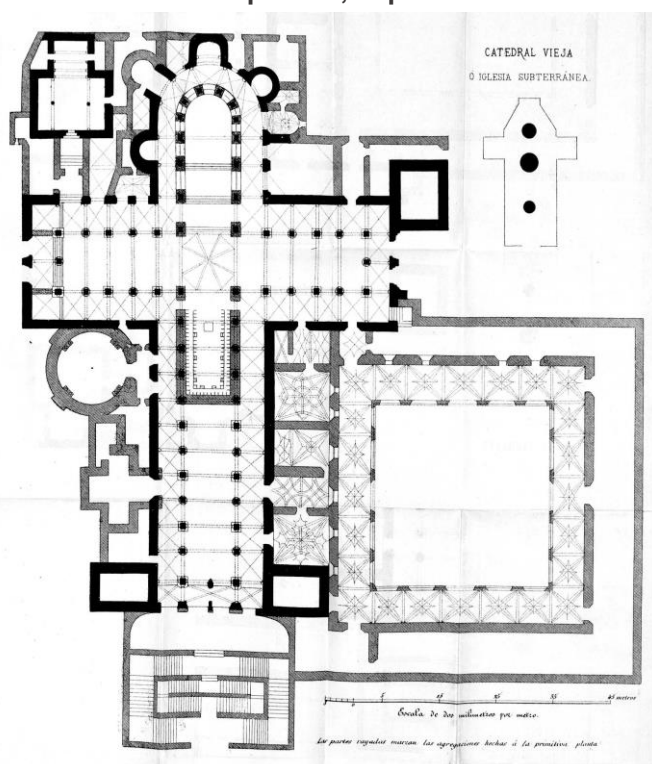 CATEDRAL VIEJA
Ó IGLESIA SUBTERRÁNEA.
0 5 15 25 35 45 metros
Escala de dos milímetros por metro.
Las partes rayadas marcan las agregaciones hechas á la primitiva planta